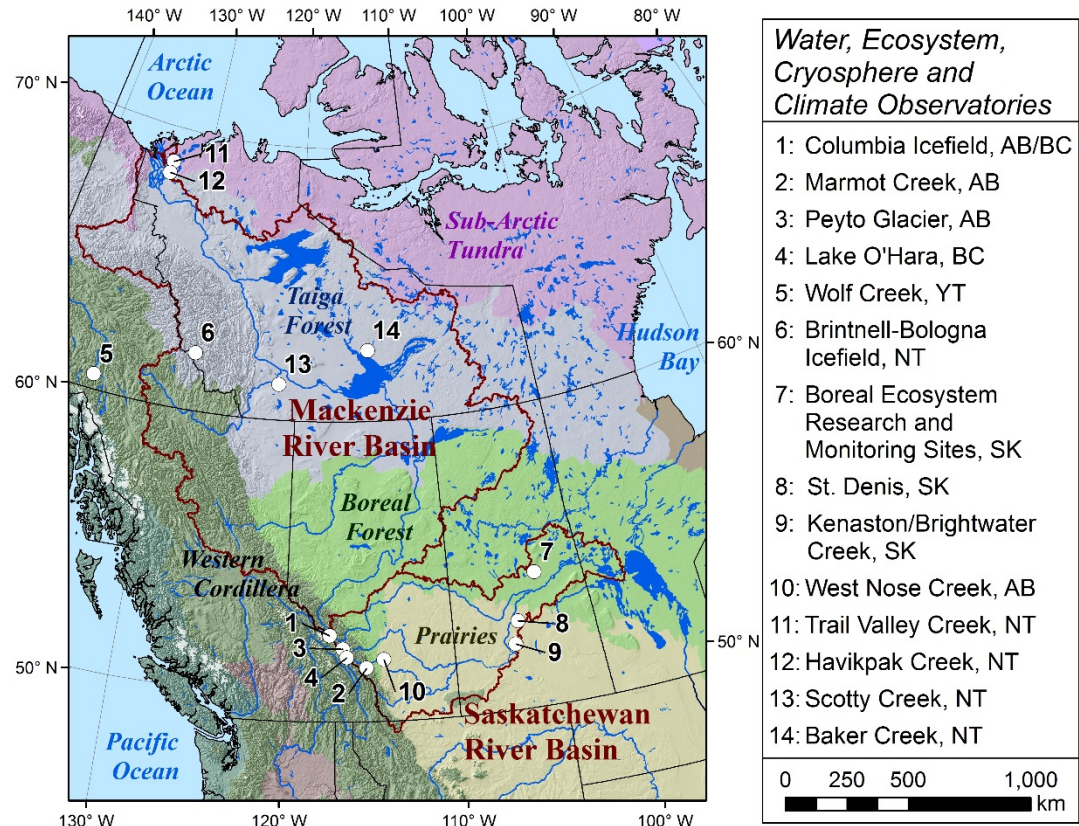 140° W
130° W
120° W
110° W
100° W
90° W
80° W
70° N
Arctic
Ocean
11
12
Sub-Arctic
Tundra
Taiga
Forest
14
Hudson
Bay
6
60° N
5
13
60° N
Mackenzie
River Basin
Boreal
Forest
7
Western
Cordillera
1
Prairies
8
50° N
3
9
4
50° N
2
10
Saskatchewan
River Basin
Pacific
Ocean
130° W
120° W
110° W
100° W
Water, Ecosystem,
Cryosphere and
Climate Observatories
1: Columbia Icefield, AB/BC
2: Marmot Creek, AB
3: Peyto Glacier, AB
4: Lake O'Hara, BC
5: Wolf Creek, YT
6: Brintnell-Bologna
Icefield, NT
7: Boreal Ecosystem
Research and
Monitoring Sites, SK
8: St. Denis, SK
9: Kenaston/Brightwater
Creek, SK
10: West Nose Creek, AB
11: Trail Valley Creek, NT
12: Havikpak Creek, NT
13: Scotty Creek, NT
14: Baker Creek, NT
0 250 500 1,000
km